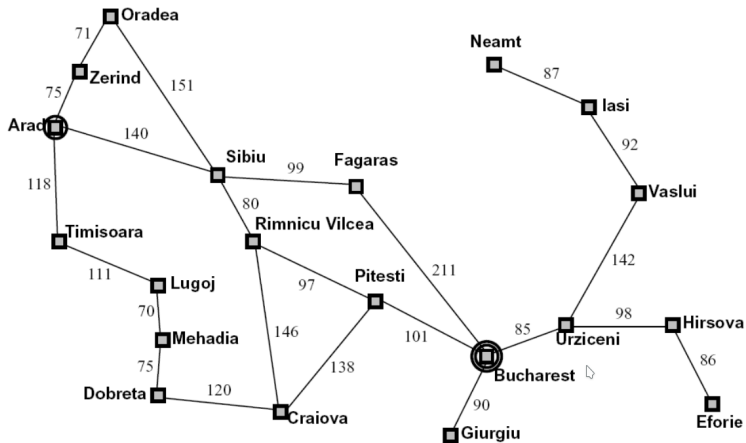 Oradea
71
Neamt
87
Zerind
151
Iasi
75
Arad
140
92
Sibiu
99
Fagaras
118
Vaslui
80
Timisoara
Rimnicu Vilcea
142
111
211
Lugoj
97
Pitesti
70
98
Hirsova
146
101
85
Urziceni
Mehadia
138
86
75
Bucharest
Dobreta
120
90
Craiova
Eforie
Giurgiu